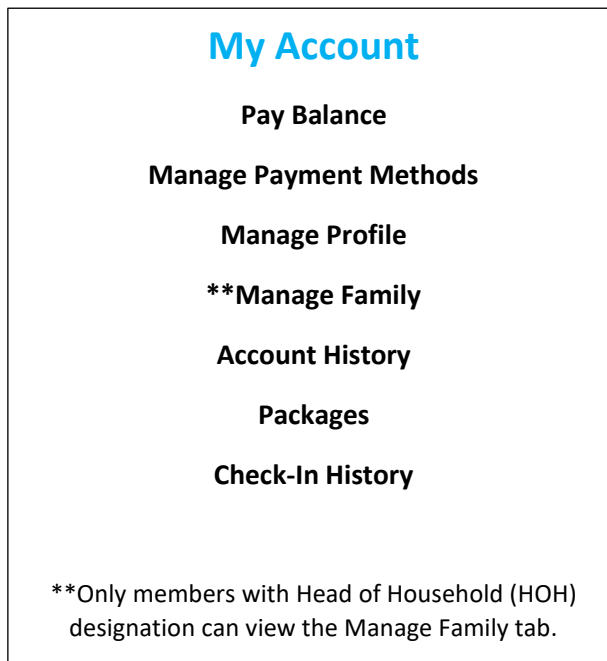 My Account
Pay Balance
Manage Payment Methods
Manage Profile
**Manage Family
Account History
Packages
Check-In History
**Only members with Head of Household (HOH)
designation can view the Manage Family tab.